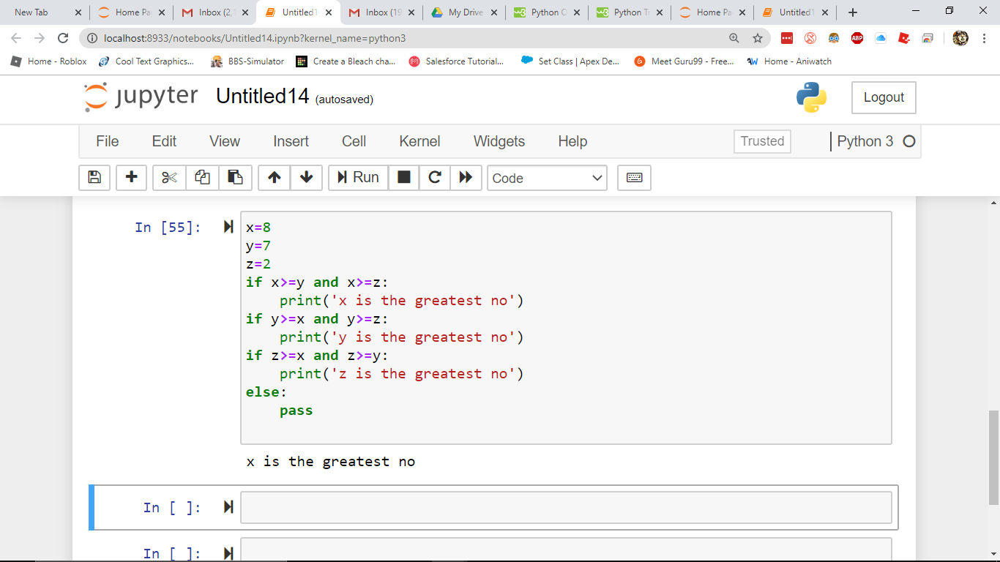 New Tab
Home Pa
Inbox (2,
Untitled1
Inbox (19
My Drive
Python
Python T
Home Pa
Untitled1
localhost:8933/notebooks/Untitled14.ipynb?kernel_name=python3
ABP
Home - Roblox
Cool Text Graphics...
BBS-Simulator
Create a Bleach cha...
Salesforce Tutorial...
Set Class | Apex De...
Meet Guru99 - Free...
Home - Aniwatch
jupyter Untitled14 (autosaved)
Logout
File Edit View Insert Cell Kernel Widgets Help
Trusted
Python 3
Run
Code
In [55]:
x=8
y=7
z=2
if x>=y and x>=z:
    print('x is the greatest no')
if y>=x and y>=z:
    print('y is the greatest no')
if z>=x and z>=y:
    print('z is the greatest no')
else:
    pass
x is the greatest no
In [ ]:
In [ ]: